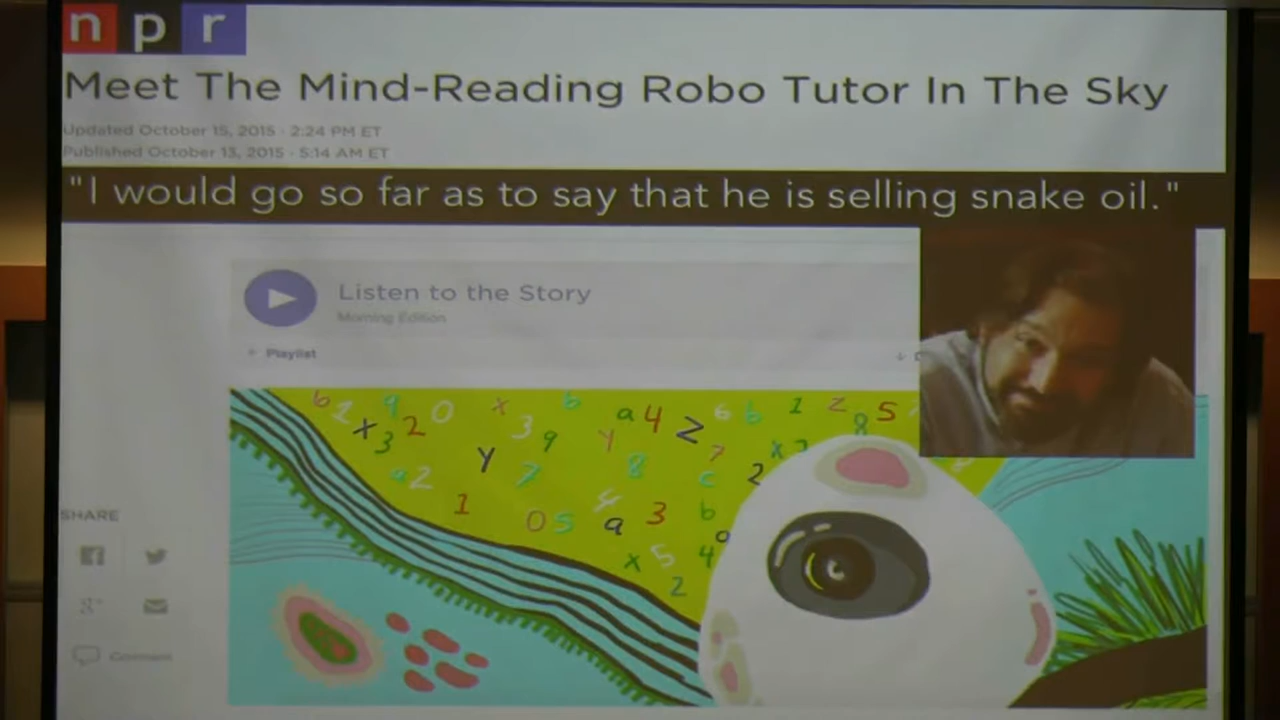 npr
Meet The Mind-Reading Robo Tutor In The Sky
Updated October 15, 2015 · 2:24 PM ET
Published October 13, 2015 · 5:14 AM ET
"I would go so far as to say that he is selling snake oil."
Listen to the Story
Morning Edition
+ Playlist
SHARE
g+
Comment